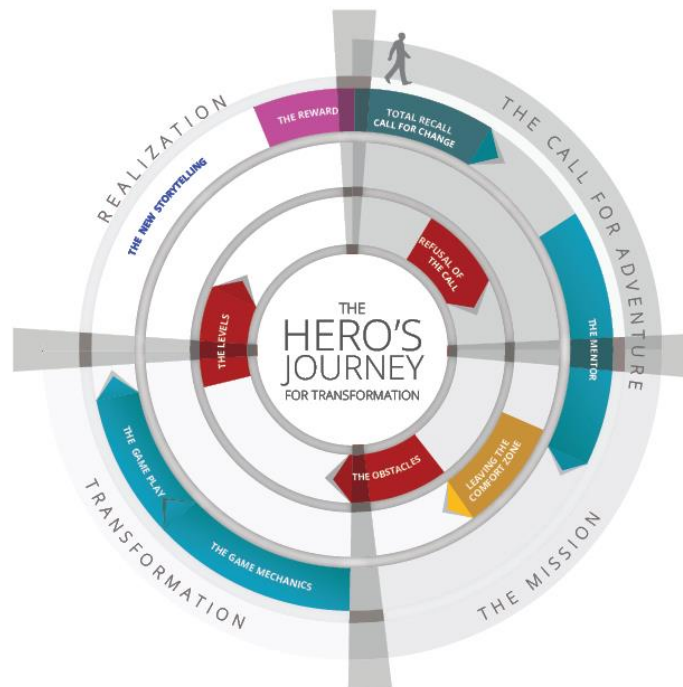 THE
HERO'S
JOURNEY
FOR TRANSFORMATION
THE CALL FOR ADVENTURE
TOTAL RECALL
CALL FOR CHANGE
REFUSAL OF
THE CALL
THE MENTOR
THE MISSION
LEAVING THE
COMFORT ZONE
THE OBSTACLES
TRANSFORMATION
THE GAME MECHANICS
THE GAME PLAY
THE LEVELS
REALIZATION
THE NEW STORYTELLING
THE REWARD